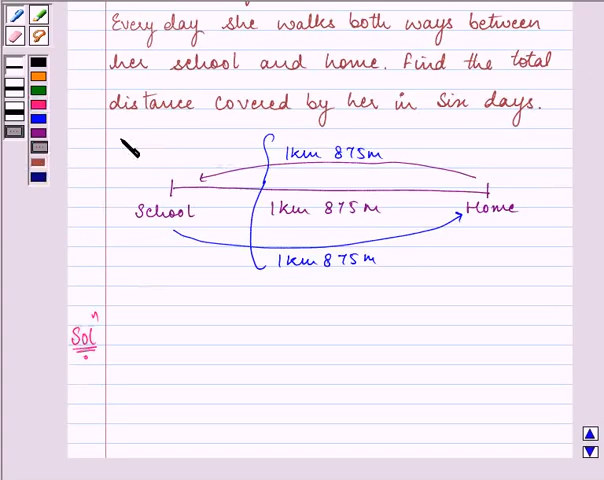 Every day she walks both ways between
her school and home. Find the total
distance covered by her in six days.
1km 875m
School 1km 875m Home
1km 875m
Solⁿ